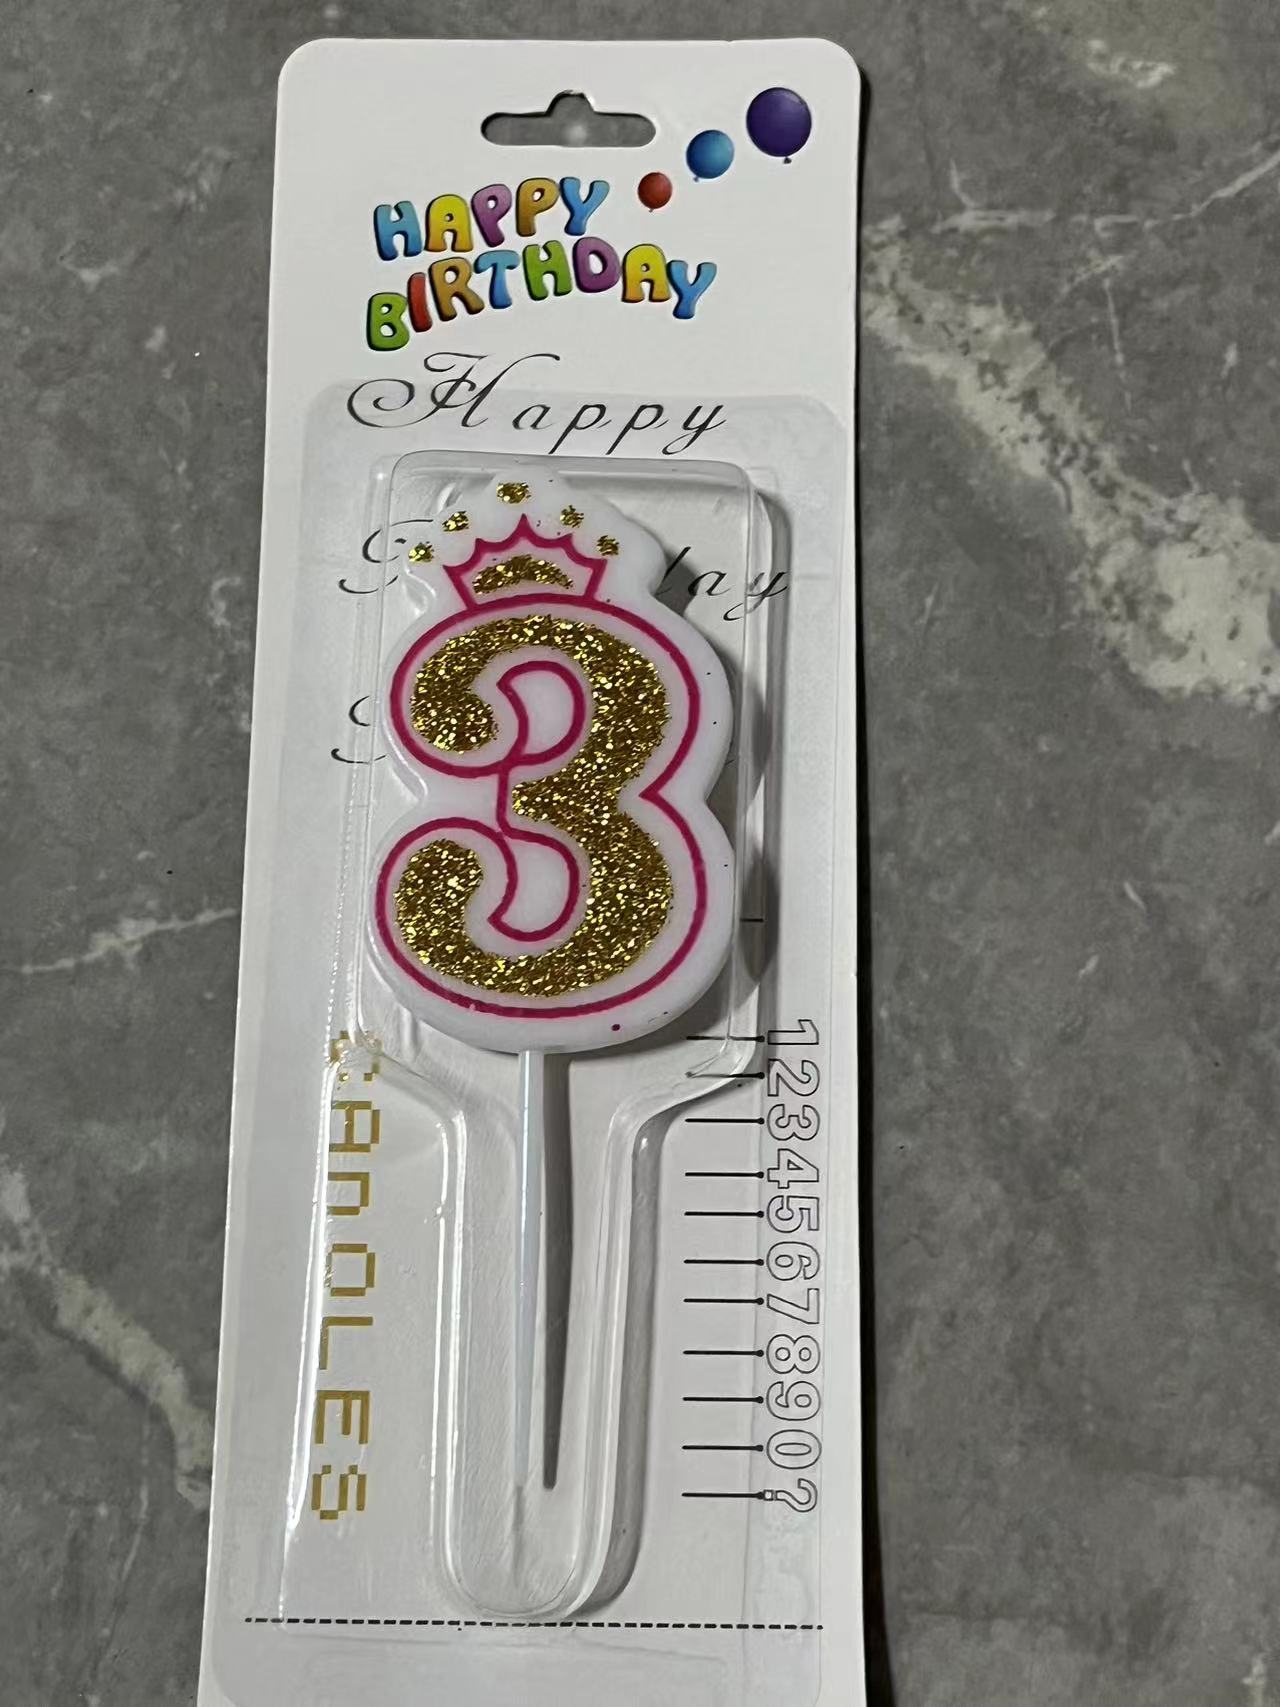 HAPPY
BIRTHDAY
Happy
3
CANDLES
1234567890?